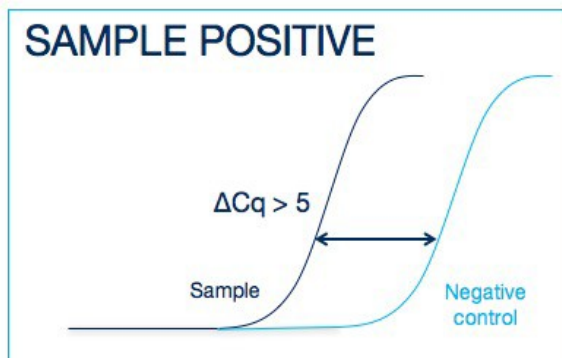 SAMPLE POSITIVE
ΔCq > 5
Sample
Negative
control